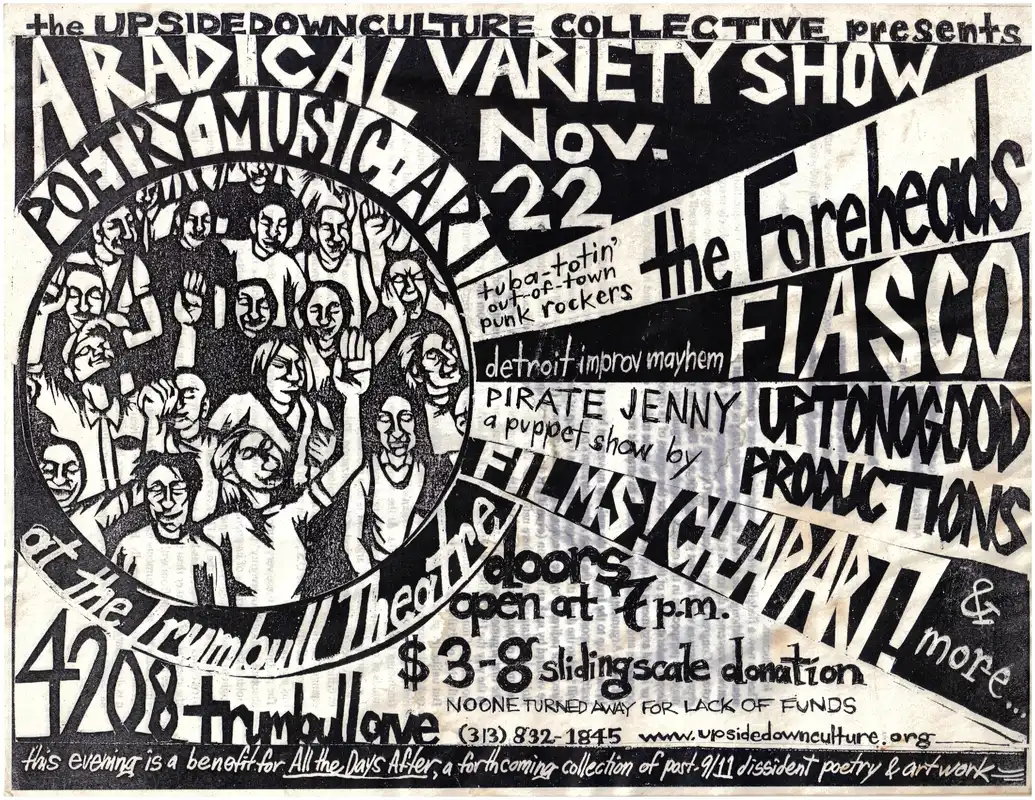 the UPSIDEDOWNCULTURE COLLECTIVE presents
A RADICAL VARIETY SHOW
POETRY•MUSIC•ART
Nov.
22
tuba-totin'
out-of-town
punk rockers
the Foreheads
detroit improv mayhem
FIASCO
PIRATE JENNY
a puppet show by
UPTONOGOOD
PRODUCTIONS
FILMS! CHEAP ART!
& more...
at the Trumbull Theatre
doors
open at 7 p.m.
$3-8 sliding scale donation
NO ONE TURNED AWAY FOR LACK OF FUNDS
4208 trumbull ave
(313) 832-1845 www.upsidedownculture.org
this evening is a benefit for All the Days After, a forthcoming collection of post-9/11 dissident poetry & artwork